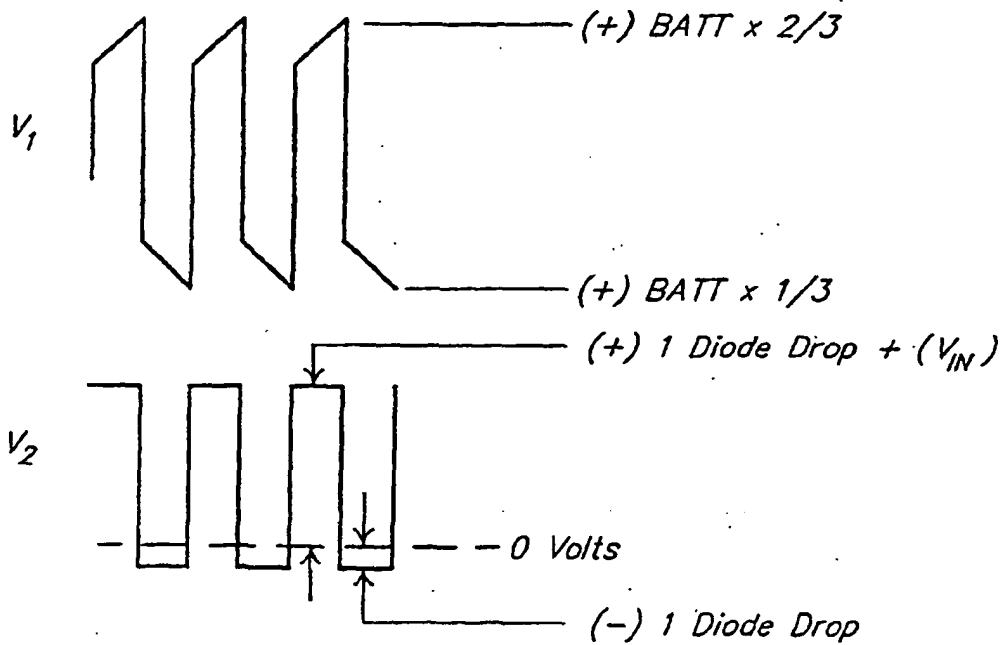 (+) BATT x 2/3
V1
(+) BATT x 1/3
(+) 1 Diode Drop + (VIN)
V2
0 Volts
(-) 1 Diode Drop